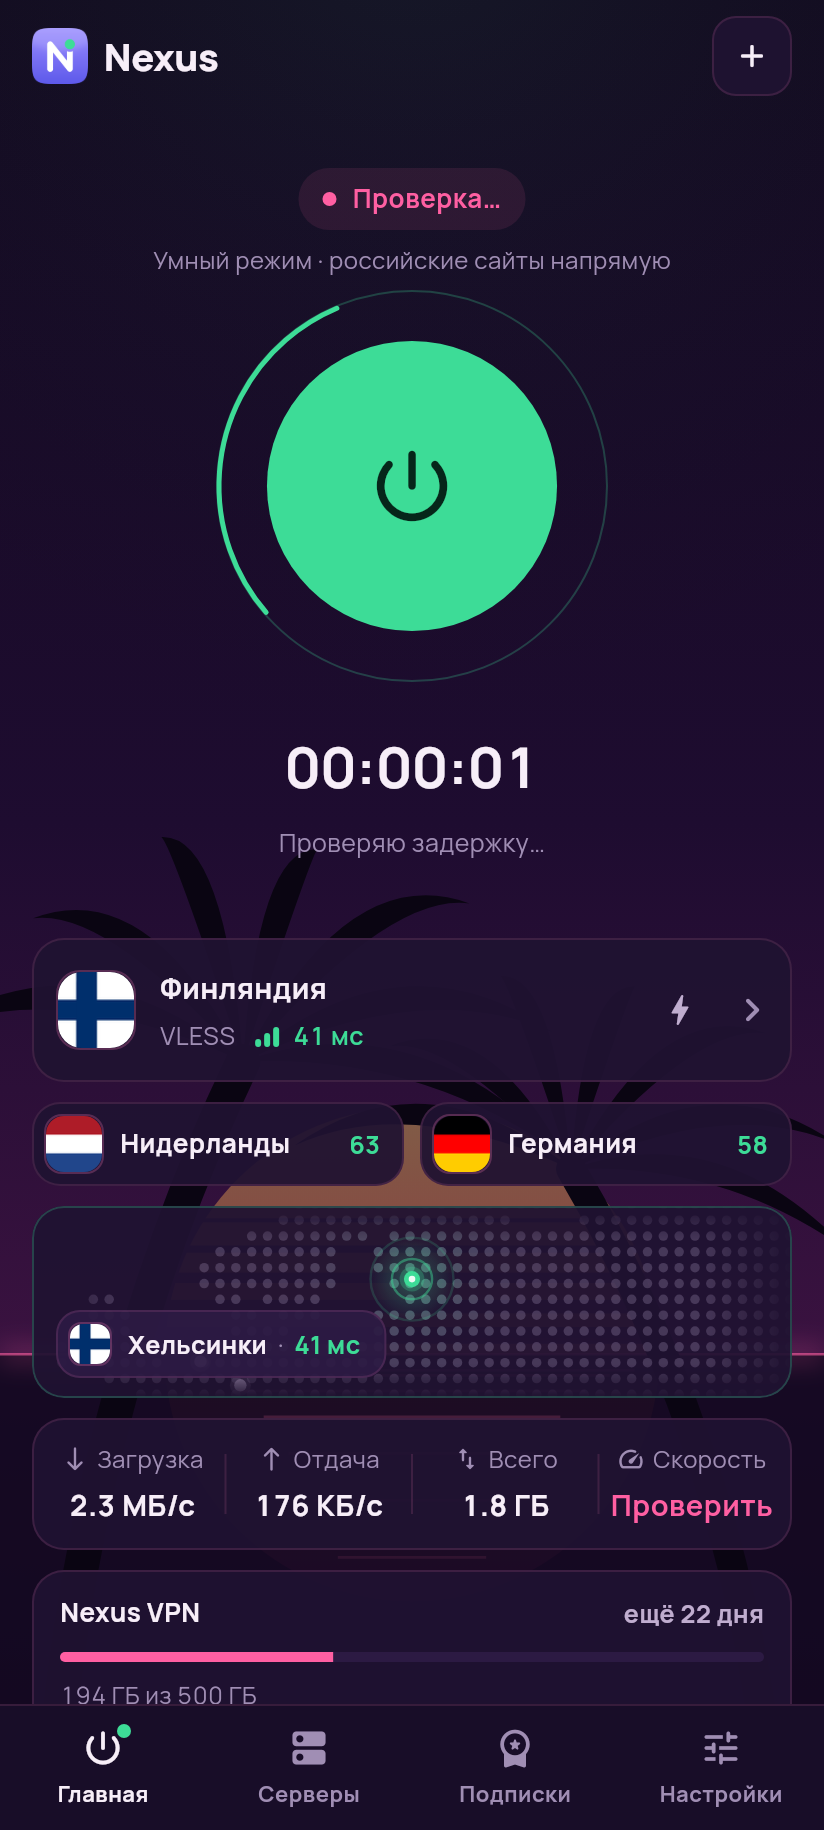 Nexus
Проверка…
Умный режим · российские сайты напрямую
00:00:01
Проверяю задержку…
Финляндия
VLESS 41 мс
Нидерланды 63
Германия 58
Хельсинки · 41 мс
Загрузка Отдача Всего Скорость
2.3 МБ/с 176 КБ/с 1.8 ГБ Проверить
Nexus VPN ещё 22 дня
194 ГБ из 500 ГБ
Главная Серверы Подписки Настройки